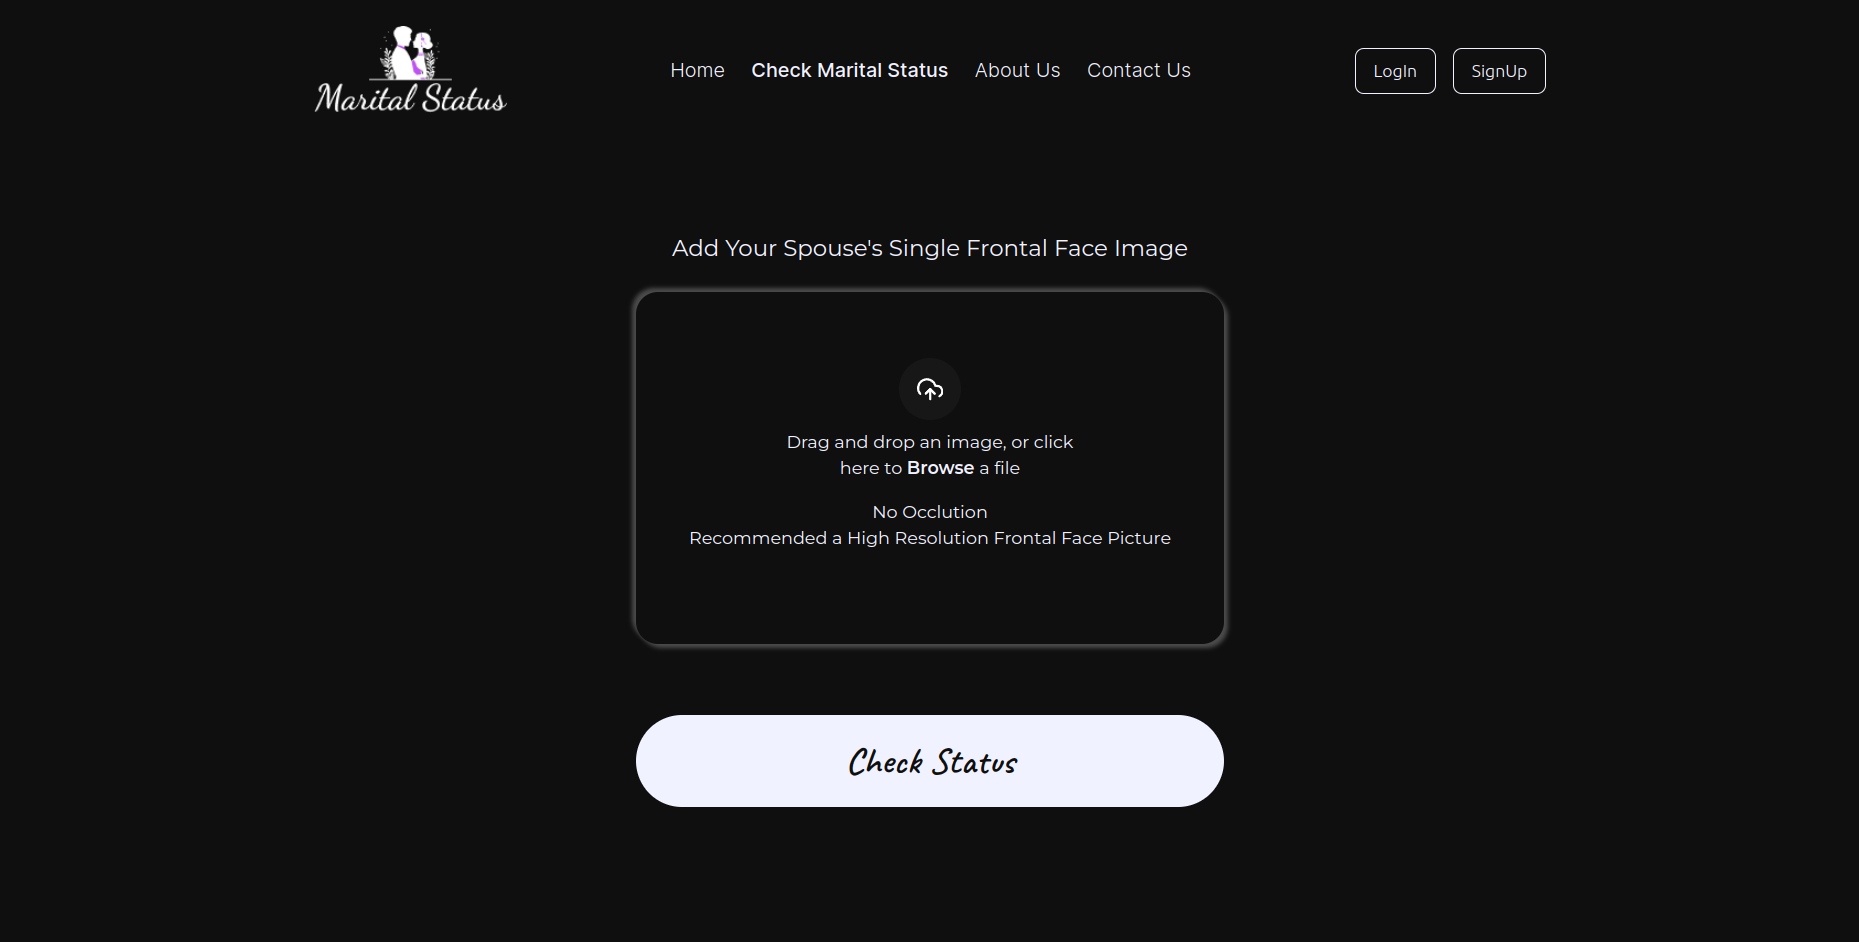 Marital Status
Home
Check Marital Status
About Us
Contact Us
LogIn
SignUp
Add Your Spouse's Single Frontal Face Image
Drag and drop an image, or click
here to Browse a file
No Occlution
Recommended a High Resolution Frontal Face Picture
Check Status